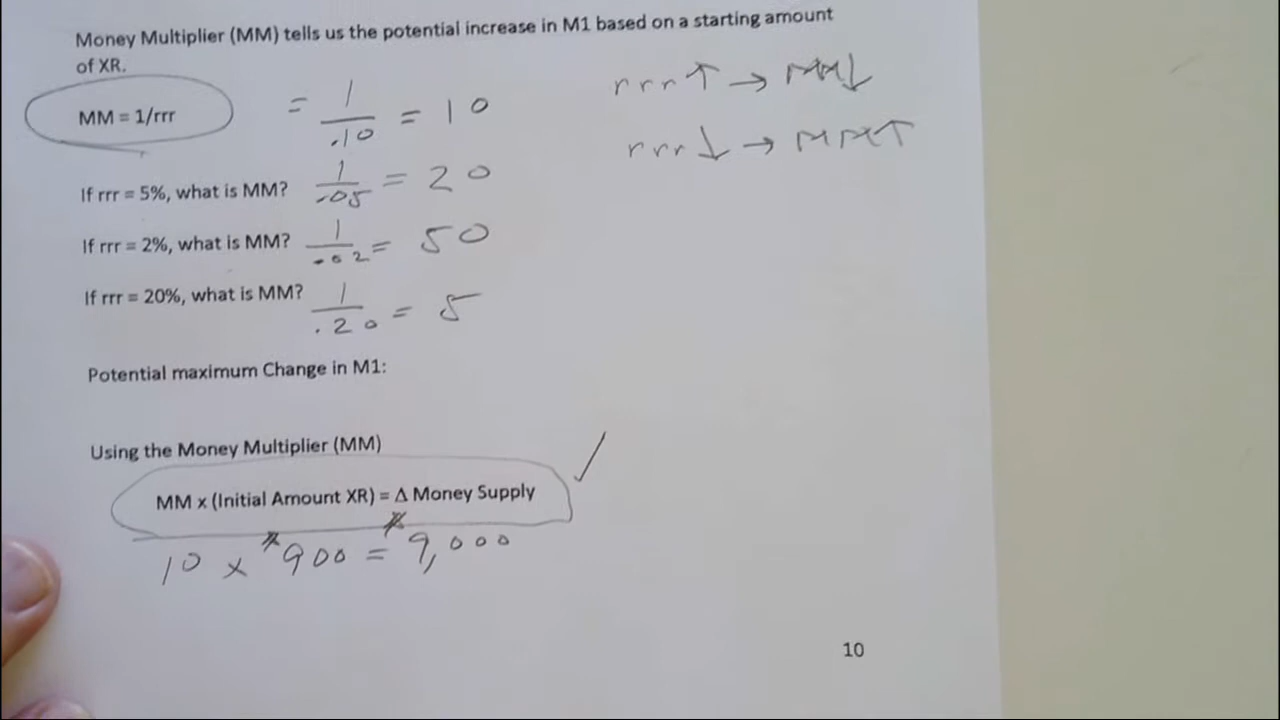 Money Multiplier (MM) tells us the potential increase in M1 based on a starting amount
of XR.
MM = 1/rrr = 1/.10 = 10
rrr↑ → MM↓
rrr↓ → MM↑
If rrr = 5%, what is MM? 1/.05 = 20
If rrr = 2%, what is MM? 1/.02 = 50
If rrr = 20%, what is MM? 1/.20 = 5
Potential maximum Change in M1:
Using the Money Multiplier (MM)
MM x (Initial Amount XR) = Δ Money Supply ✓
10 x $900 = $9,000
10